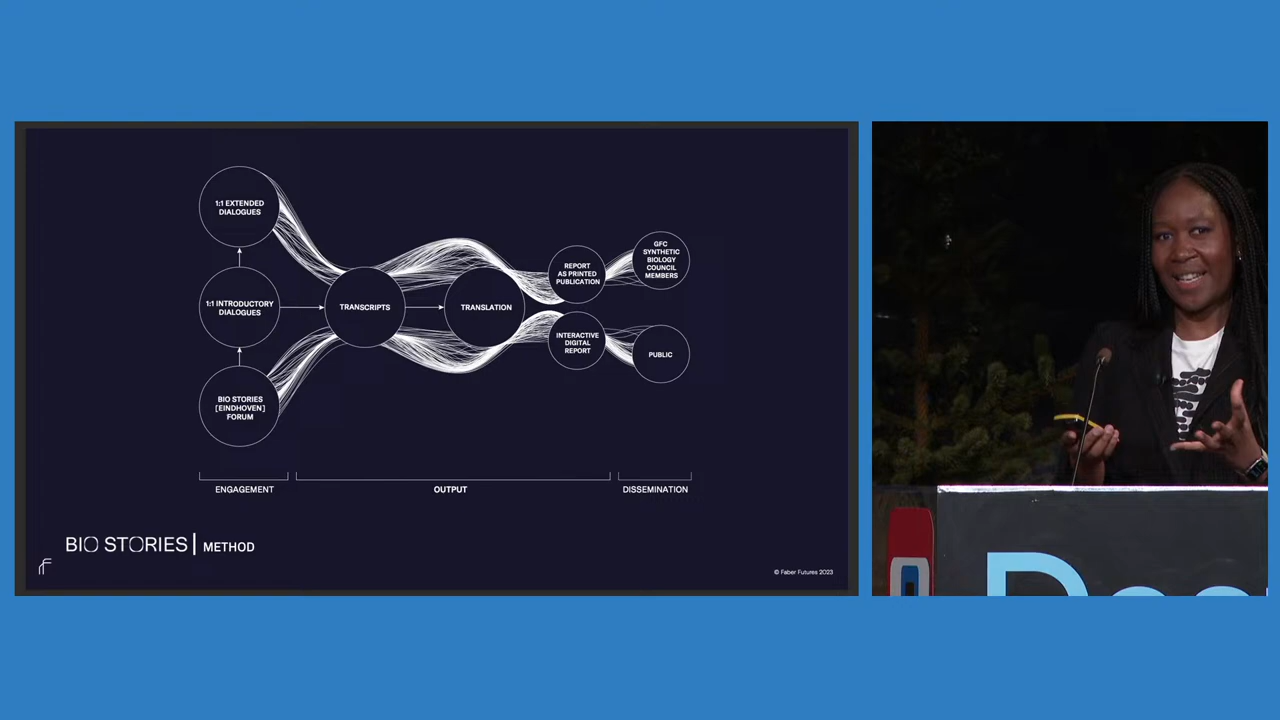 1:1 EXTENDED
DIALOGUES
1:1 INTRODUCTORY
DIALOGUES
BIO STORIES
[EINDHOVEN]
FORUM
TRANSCRIPTS
TRANSLATION
REPORT
AS PRINTED
PUBLICATION
INTERACTIVE
DIGITAL
REPORT
GFC
SYNTHETIC
BIOLOGY
COUNCIL
MEMBERS
PUBLIC
ENGAGEMENT
OUTPUT
DISSEMINATION
BIO STORIES | METHOD
© Faber Futures 2023